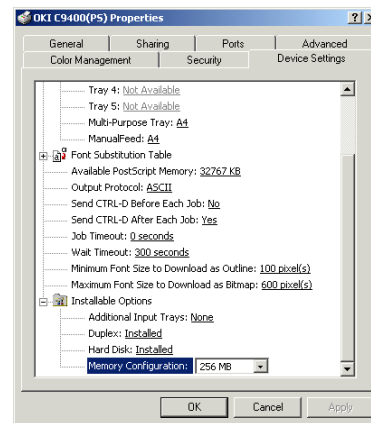 OKI C9400(PS) Properties
General Sharing Ports Advanced
Color Management Security Device Settings
Tray 4: Not Available
Tray 5: Not Available
Multi-Purpose Tray: A4
ManualFeed: A4
Font Substitution Table
Available PostScript Memory: 32767 KB
Output Protocol: ASCII
Send CTRL-D Before Each Job: No
Send CTRL-D After Each Job: Yes
Job Timeout: 0 seconds
Wait Timeout: 300 seconds
Minimum Font Size to Download as Outline: 100 pixel(s)
Maximum Font Size to Download as Bitmap: 600 pixel(s)
Installable Options
Additional Input Trays: None
Duplex: Installed
Hard Disk: Installed
Memory Configuration: 256 MB
OK Cancel Apply